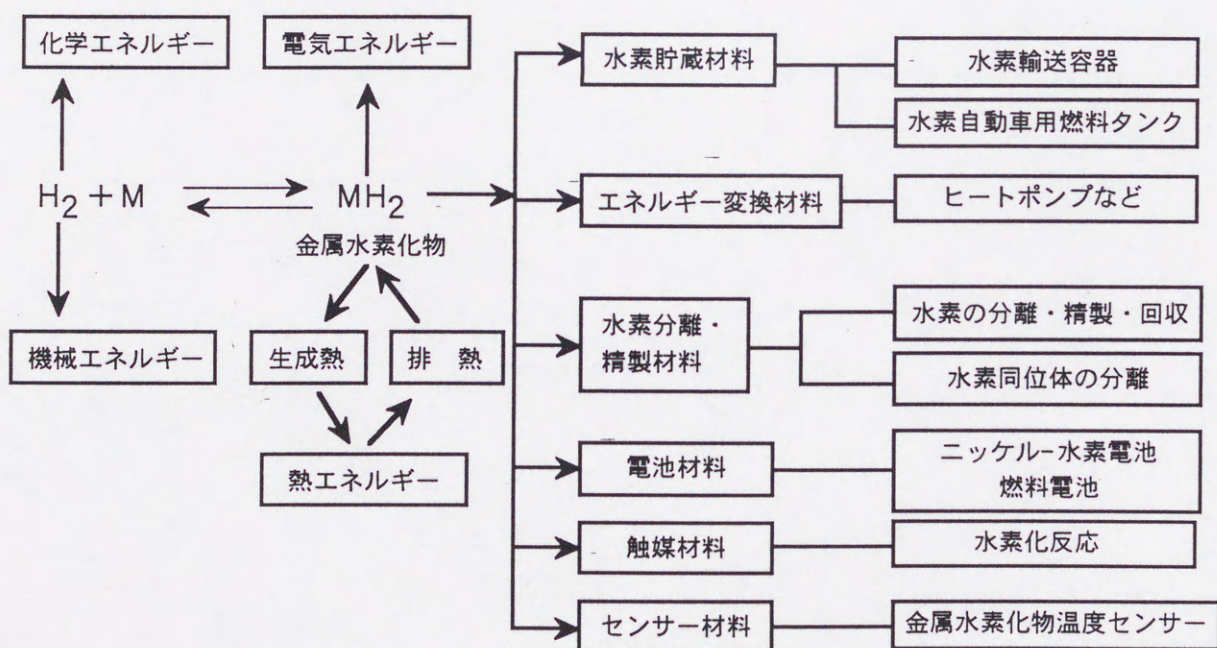 化学エネルギー
電気エネルギー
H₂+M
MH₂
金属水素化物
機械エネルギー
生成熱
排 熱
熱エネルギー
水素貯蔵材料
水素輸送容器
水素自動車用燃料タンク
エネルギー変換材料
ヒートポンプなど
水素分離・
精製材料
水素の分離・精製・回収
水素同位体の分離
電池材料
ニッケル-水素電池
燃料電池
触媒材料
水素化反応
センサー材料
金属水素化物温度センサー